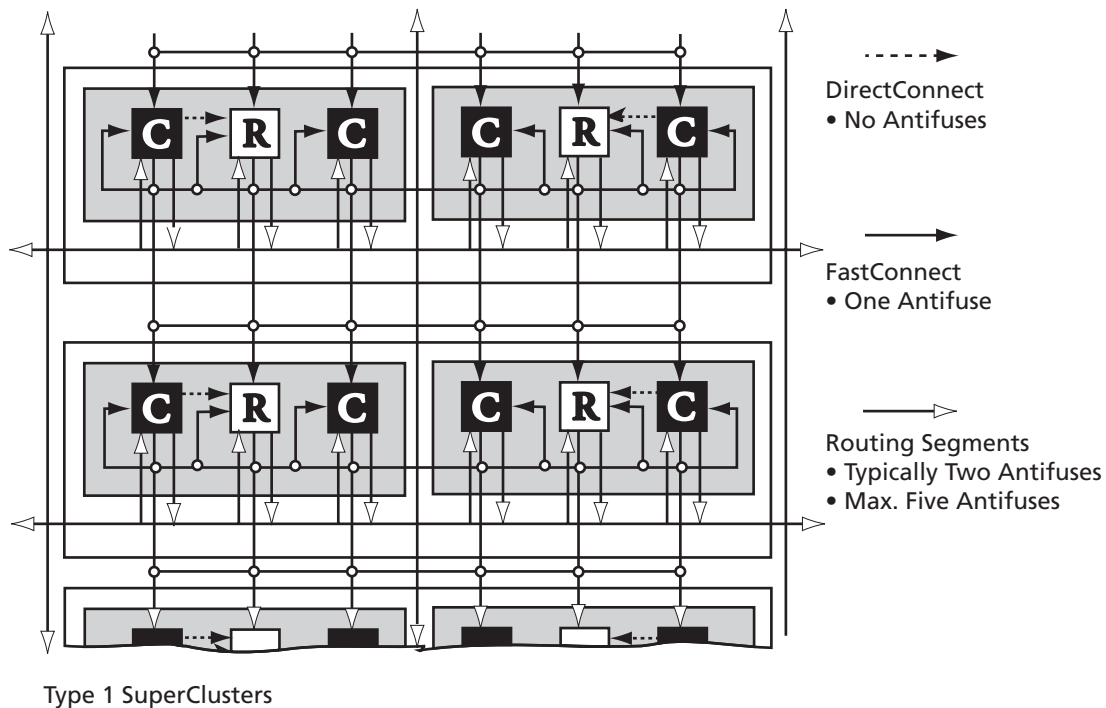 C R C C R C
C R C C R C
DirectConnect
• No Antifuses
FastConnect
• One Antifuse
Routing Segments
• Typically Two Antifuses
• Max. Five Antifuses
Type 1 SuperClusters